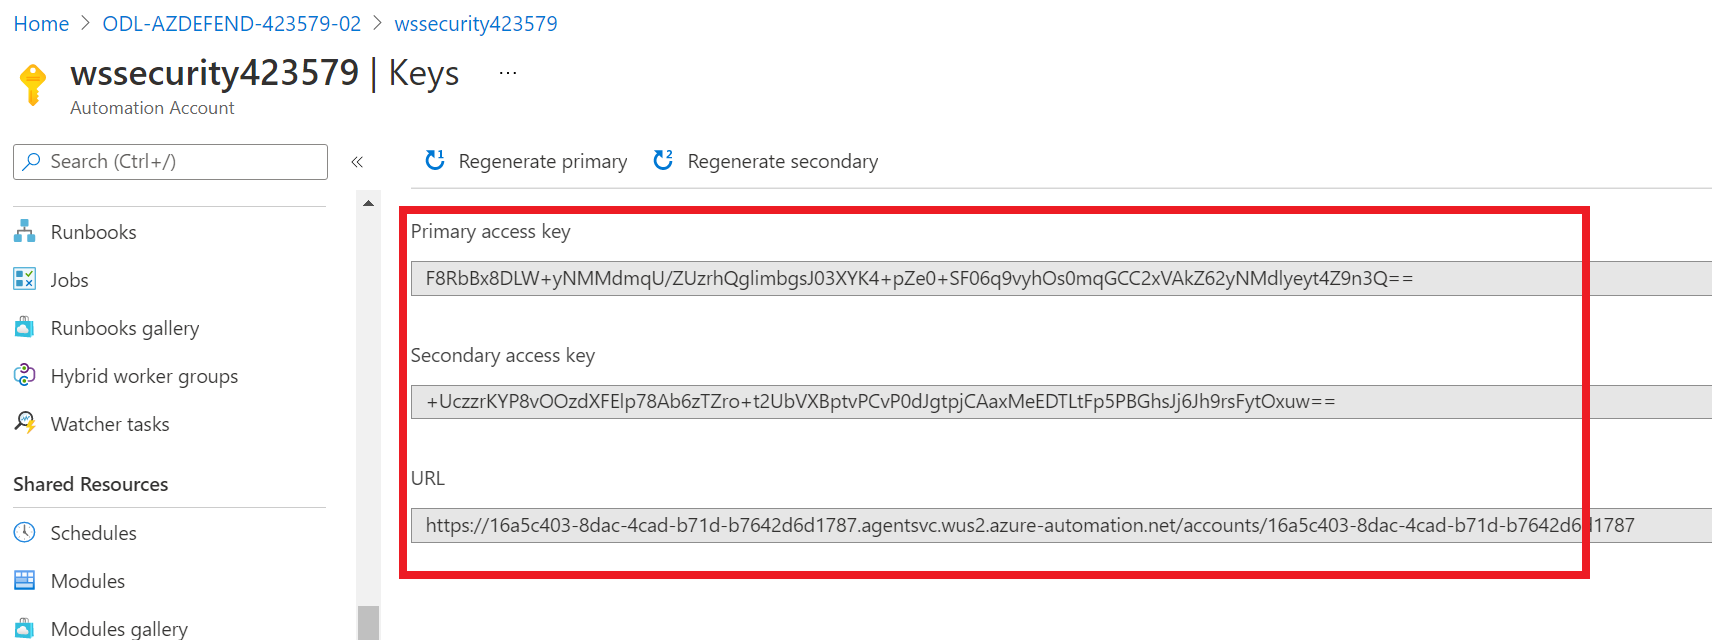 Home > ODL-AZDEFEND-423579-02 > wssecurity423579
wssecurity423579 | Keys ...
Automation Account
Search (Ctrl+/) «
Regenerate primary Regenerate secondary
Runbooks
Jobs
Runbooks gallery
Hybrid worker groups
Watcher tasks
Shared Resources
Schedules
Modules
Modules gallery
Primary access key
F8RbBx8DLW+yNMMdmqU/ZUzrhQglimbgsJ03XYK4+pZe0+SF06q9vyhOs0mqGCC2xVAkZ62yNMdlyeyt4Z9n3Q==
Secondary access key
+UczzrKYP8vOOzdXFElp78Ab6zTZro+t2UbVXBptvPCvP0dJgtpjCAaxMeEDTLtFp5PBGhsJj6Jh9rsFytOxuw==
URL
https://16a5c403-8dac-4cad-b71d-b7642d6d1787.agentsvc.wus2.azure-automation.net/accounts/16a5c403-8dac-4cad-b71d-b7642d6d1787